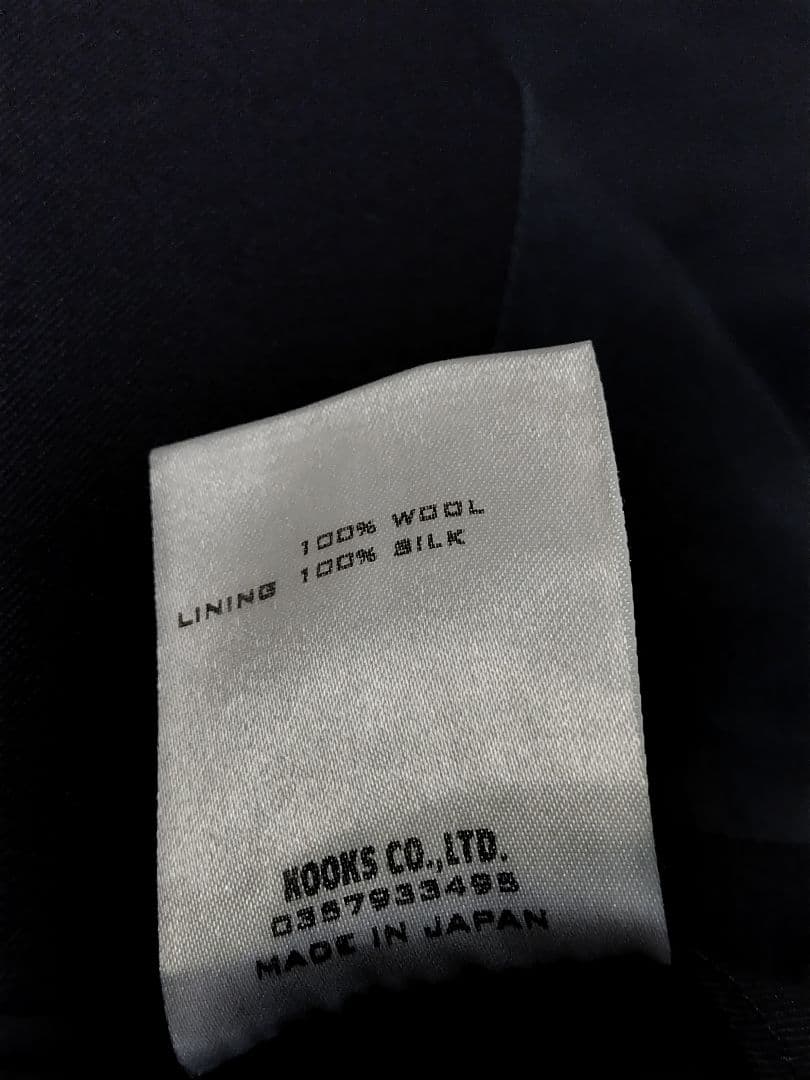 100% WOOL
LINING 100% SILK
KOOKS CO.,LTD.
0357933495
MADE IN JAPAN